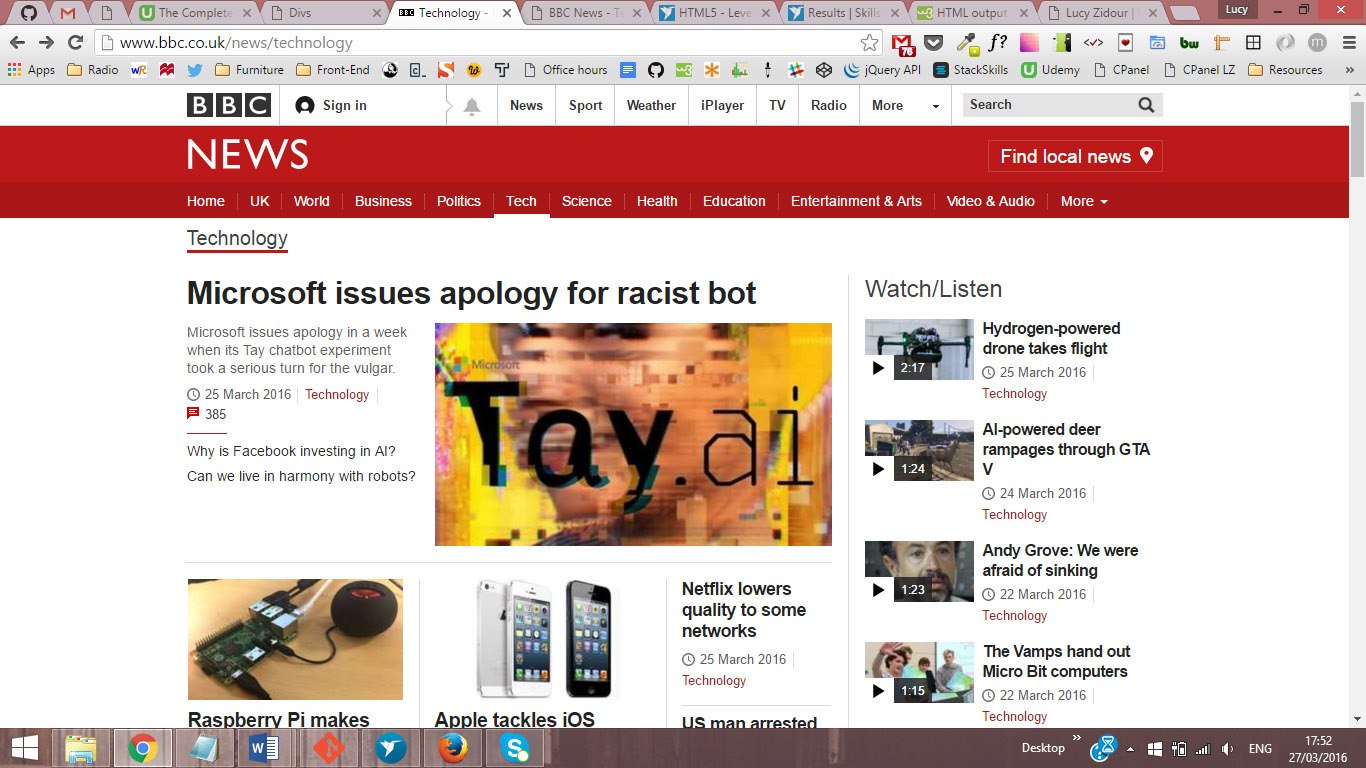 The Complete
Divs
Technology -
BBC News - Te
HTML5 - Leve
Results | Skills
HTML output
Lucy Zidour |
Lucy
www.bbc.co.uk/news/technology
Apps
Radio
Furniture
Front-End
Office hours
jQuery API
StackSkills
Udemy
CPanel
CPanel LZ
Resources
BBC
Sign in
News
Sport
Weather
iPlayer
TV
Radio
More
Search
NEWS
Find local news
Home
UK
World
Business
Politics
Tech
Science
Health
Education
Entertainment & Arts
Video & Audio
More
Technology
Microsoft issues apology for racist bot
Microsoft issues apology in a week
when its Tay chatbot experiment
took a serious turn for the vulgar.
25 March 2016
Technology
385
Why is Facebook investing in AI?
Can we live in harmony with robots?
Microsoft
Tay.ai
Raspberry Pi makes
Apple tackles iOS
Netflix lowers
quality to some
networks
25 March 2016
Technology
US man arrested
Watch/Listen
2:17
Hydrogen-powered
drone takes flight
25 March 2016
Technology
1:24
AI-powered deer
rampages through GTA
V
24 March 2016
Technology
1:23
Andy Grove: We were
afraid of sinking
22 March 2016
Technology
1:15
The Vamps hand out
Micro Bit computers
22 March 2016
Technology
Desktop
ENG
17:52
27/03/2016